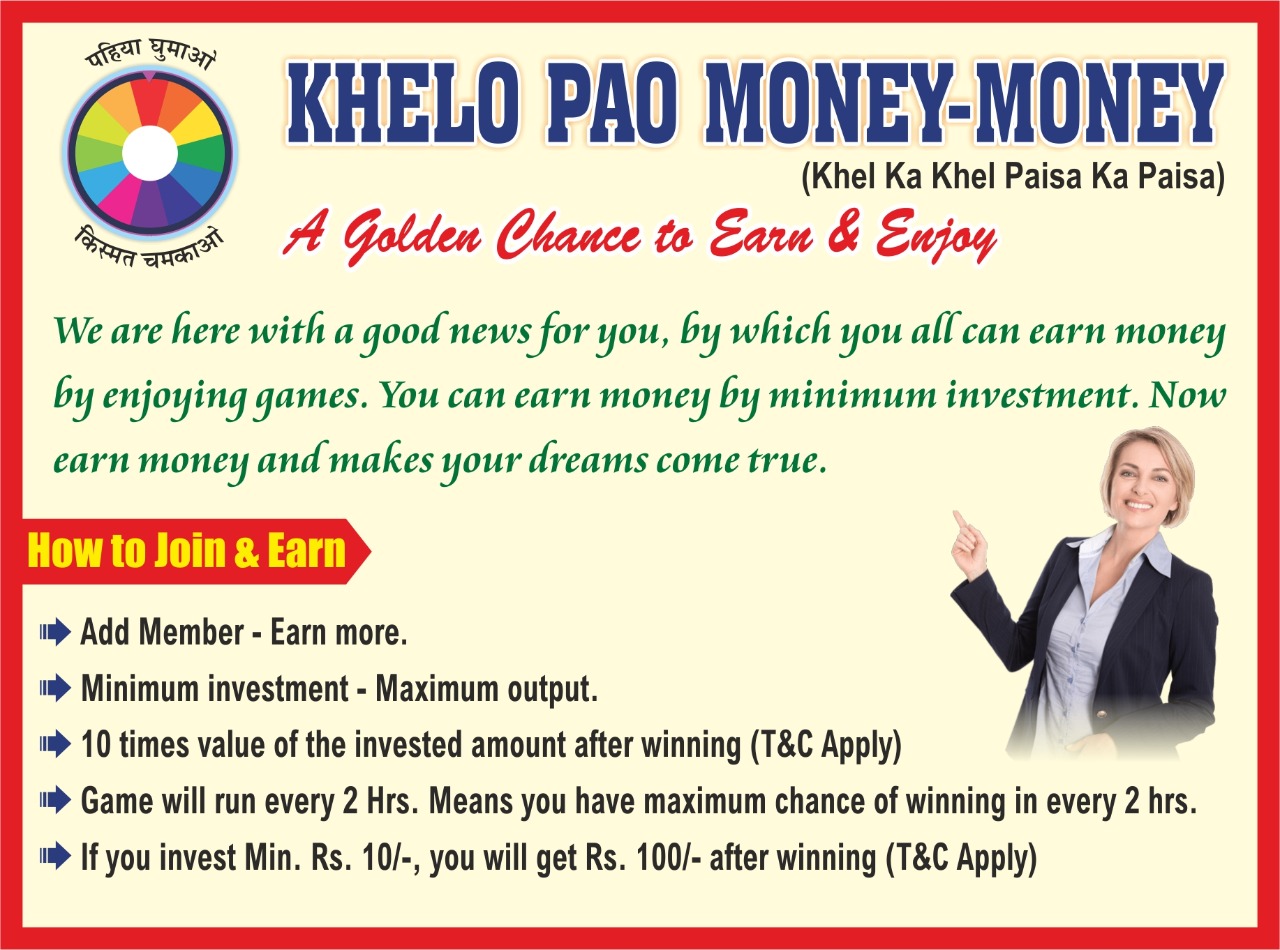 पहिया घुमाओ
किस्मत चमकाओ
KHELO PAO MONEY-MONEY
(Khel Ka Khel Paisa Ka Paisa)
A Golden Chance to Earn & Enjoy
We are here with a good news for you, by which you all can earn money
by enjoying games. You can earn money by minimum investment. Now
earn money and makes your dreams come true.
How to Join & Earn
Add Member - Earn more.
Minimum investment - Maximum output.
10 times value of the invested amount after winning (T&C Apply)
Game will run every 2 Hrs. Means you have maximum chance of winning in every 2 hrs.
If you invest Min. Rs. 10/-, you will get Rs. 100/- after winning (T&C Apply)